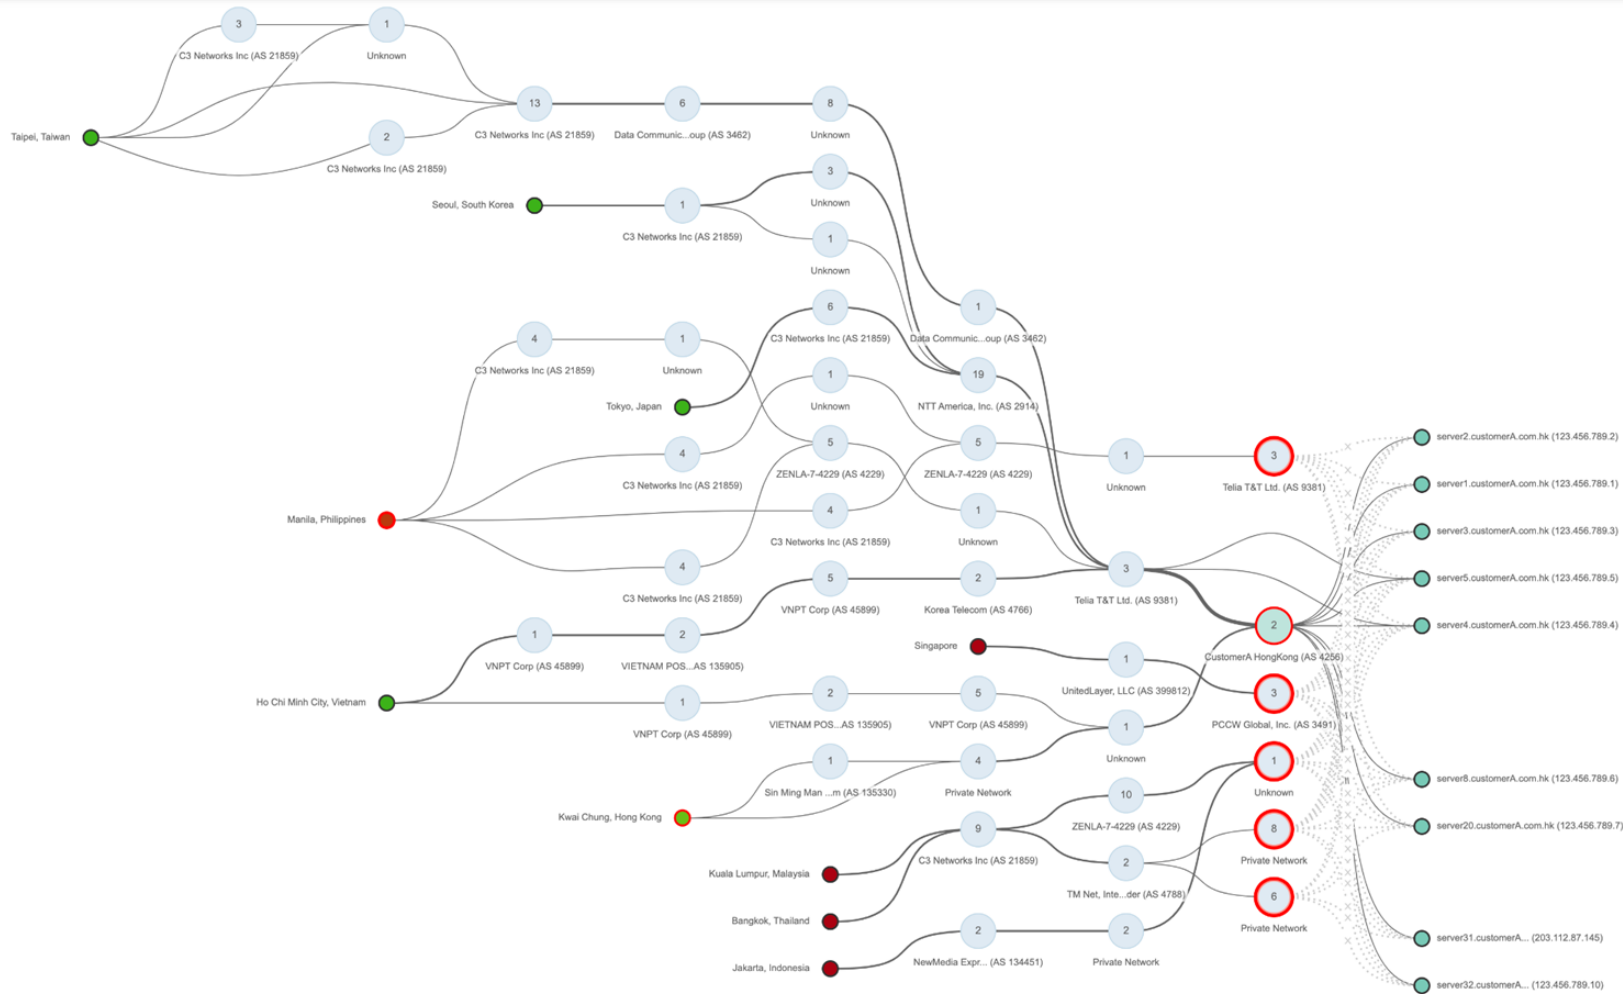 3
1
C3 Networks Inc (AS 21859)
Unknown
13
6
8
Taipei, Taiwan
2
C3 Networks Inc (AS 21859)
Data Communic...oup (AS 3462)
Unknown
C3 Networks Inc (AS 21859)
3
Seoul, South Korea
1
Unknown
C3 Networks Inc (AS 21859)
1
Unknown
6
1
4
1
C3 Networks Inc (AS 21859)
Data Communic...oup (AS 3462)
C3 Networks Inc (AS 21859)
Unknown
1
19
Tokyo, Japan
Unknown
NTT America, Inc. (AS 2914)
server2.customerA.com.hk (123.456.789.2)
4
5
5
1
3
C3 Networks Inc (AS 21859)
ZENLA-7-4229 (AS 4229)
ZENLA-7-4229 (AS 4229)
Unknown
Telia T&T Ltd. (AS 9381)
server1.customerA.com.hk (123.456.789.1)
Manila, Philippines
4
1
server3.customerA.com.hk (123.456.789.3)
C3 Networks Inc (AS 21859)
Unknown
4
5
2
3
server5.customerA.com.hk (123.456.789.5)
C3 Networks Inc (AS 21859)
VNPT Corp (AS 45899)
Korea Telecom (AS 4766)
Telia T&T Ltd. (AS 9381)
1
2
2
server4.customerA.com.hk (123.456.789.4)
VNPT Corp (AS 45899)
VIETNAM POS...AS 135905)
Singapore
1
CustomerA HongKong (AS 4256)
UnitedLayer, LLC (AS 399812)
3
Ho Chi Minh City, Vietnam
1
2
5
VNPT Corp (AS 45899)
VIETNAM POS...AS 135905)
VNPT Corp (AS 45899)
1
PCCW Global, Inc. (AS 3491)
Unknown
1
4
1
Sin Ming Man ...m (AS 135330)
Private Network
Unknown
server8.customerA.com.hk (123.456.789.6)
Kwai Chung, Hong Kong
10
9
ZENLA-7-4229 (AS 4229)
8
server20.customerA.com.hk (123.456.789.7)
C3 Networks Inc (AS 21859)
2
Private Network
Kuala Lumpur, Malaysia
TM Net, Inte...der (AS 4788)
6
Bangkok, Thailand
2
2
Private Network
server31.customerA... (203.112.87.145)
Jakarta, Indonesia
NewMedia Expr... (AS 134451)
Private Network
server32.customerA... (123.456.789.10)